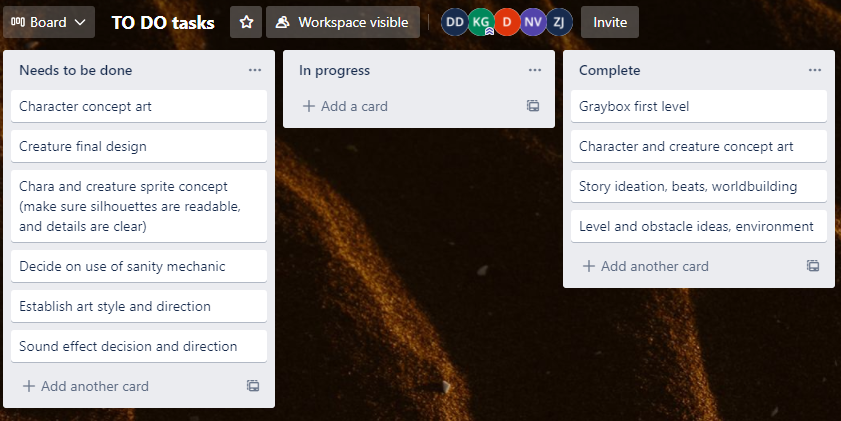 Board
TO DO tasks
Workspace visible
DD
KG
D
NV
ZJ
Invite
Needs to be done
Character concept art
Creature final design
Chara and creature sprite concept
(make sure silhouettes are readable,
and details are clear)
Decide on use of sanity mechanic
Establish art style and direction
Sound effect decision and direction
Add another card
In progress
Add a card
Complete
Graybox first level
Character and creature concept art
Story ideation, beats, worldbuilding
Level and obstacle ideas, environment
Add another card